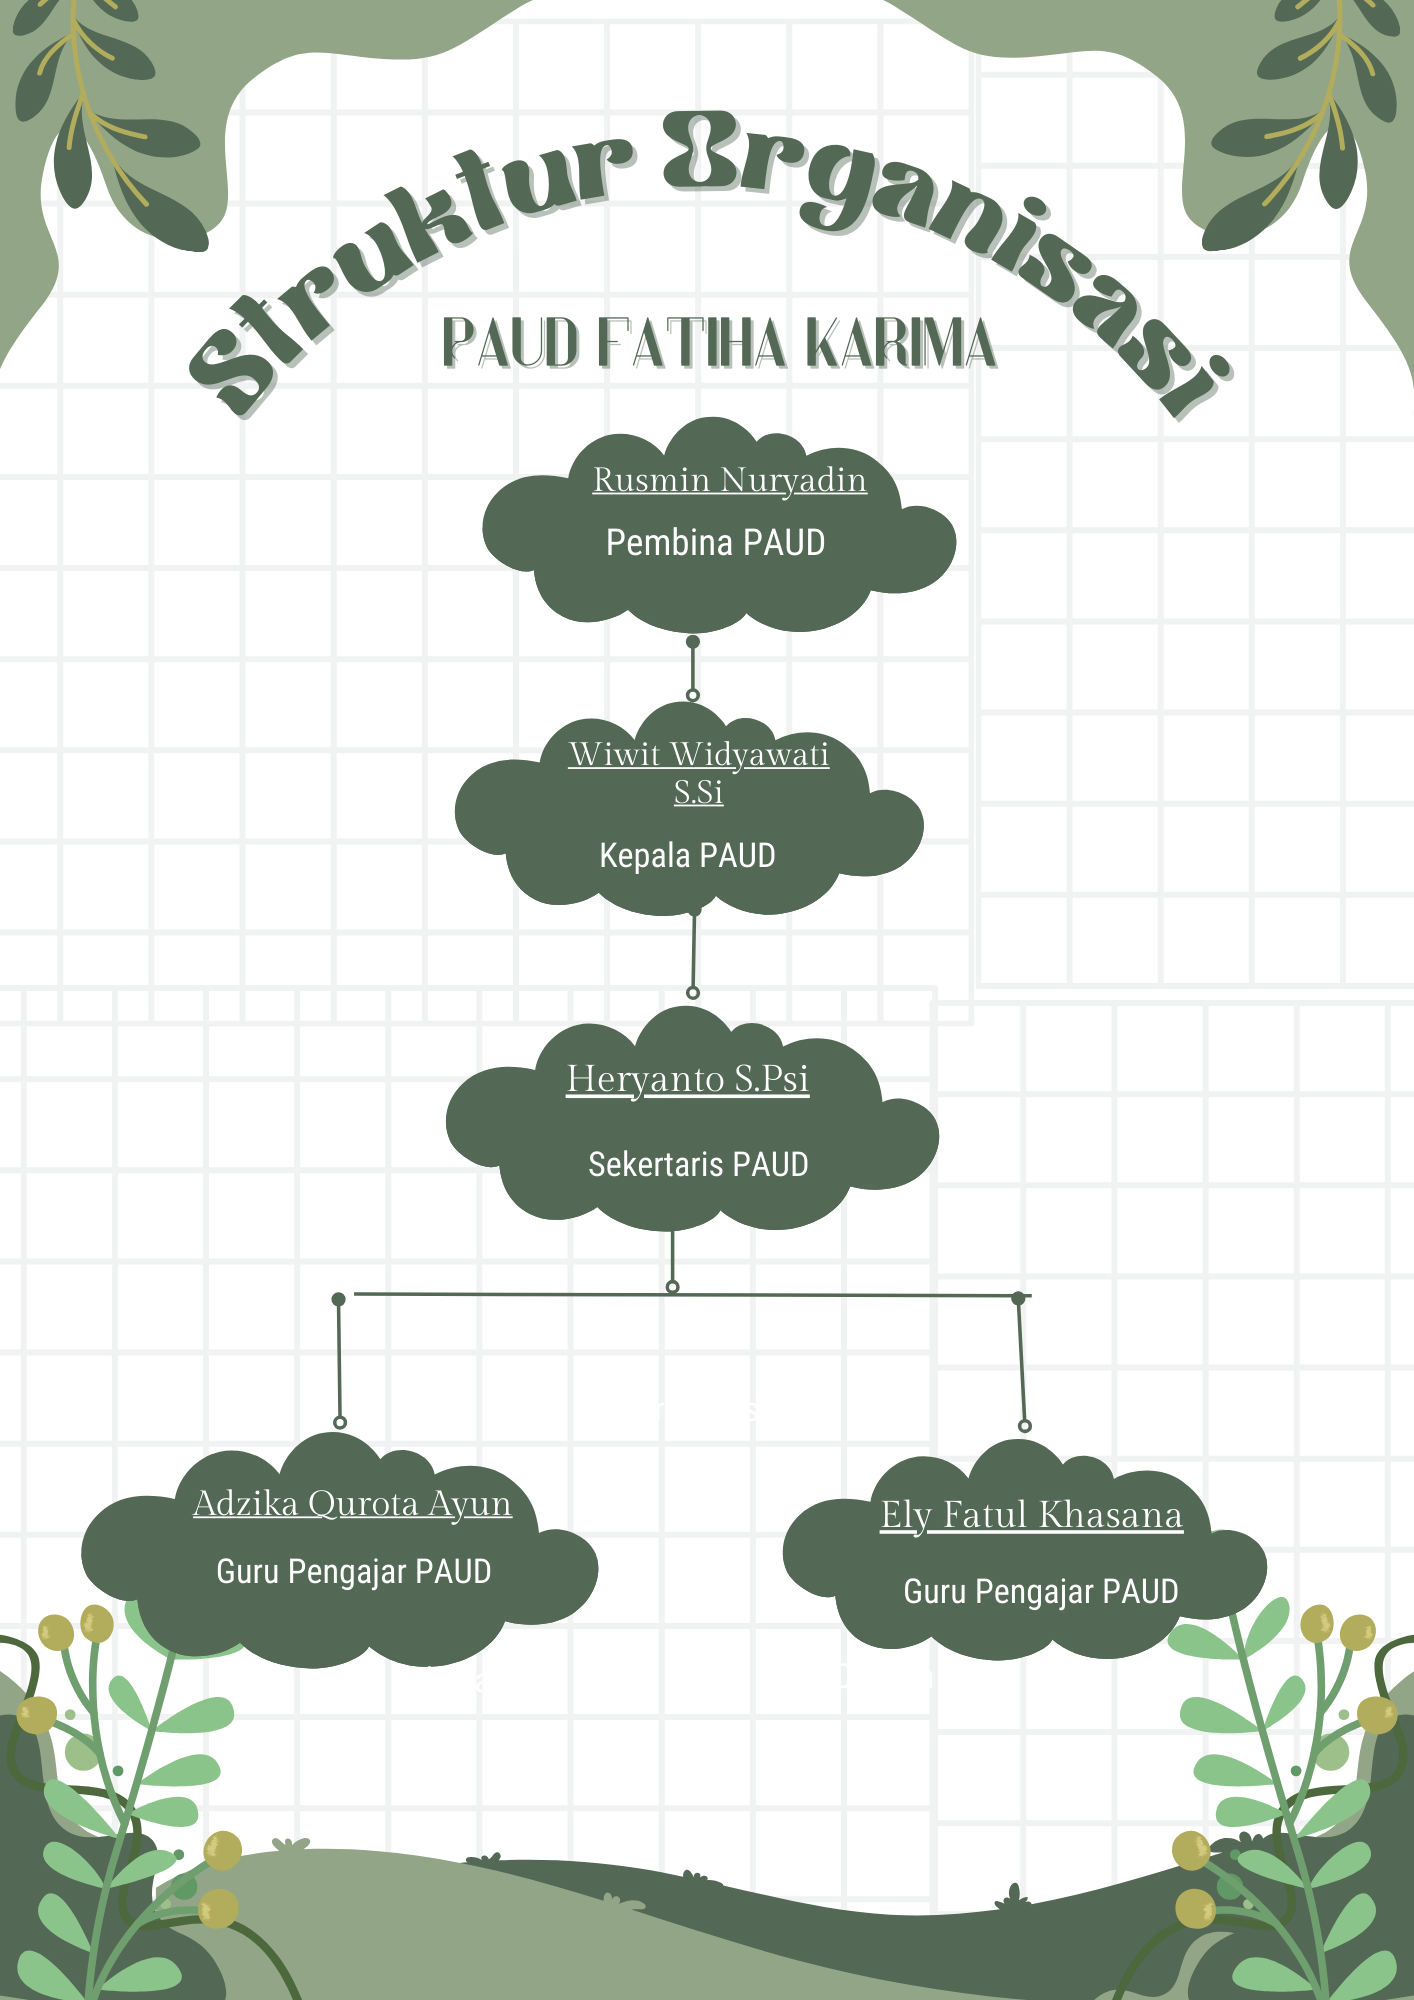 Struktur Organisasi
PAUD FATIHA KARIMA
Rusmin Nuryadin
Pembina PAUD
Wiwit Widyawati
S.Si
Kepala PAUD
Heryanto S.Psi
Sekertaris PAUD
Adzika Qurota Ayun
Guru Pengajar PAUD
Ely Fatul Khasana
Guru Pengajar PAUD